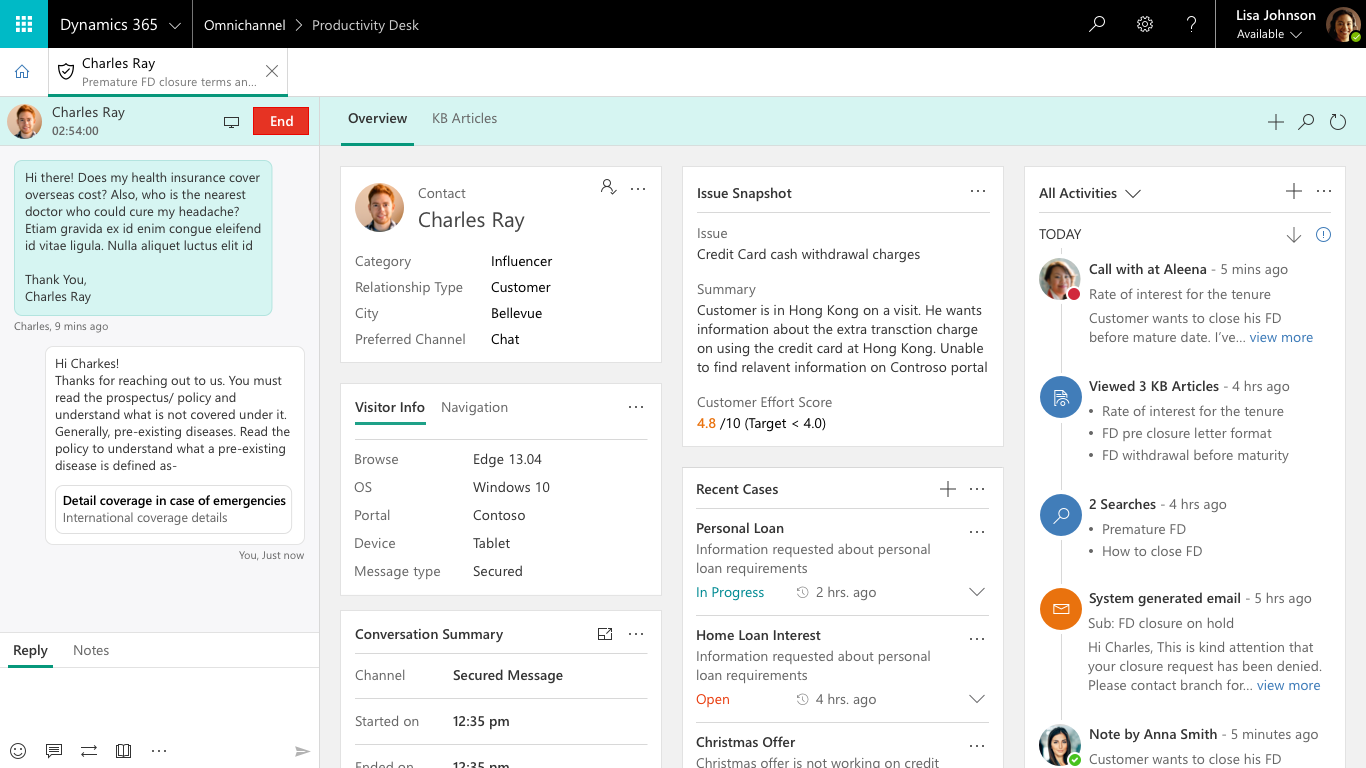 Dynamics 365
Omnichannel
Productivity Desk
Lisa Johnson
Available
Charles Ray
Premature FD closure terms an...
Charles Ray
02:54:00
End
Hi there! Does my health insurance cover
overseas cost? Also, who is the nearest
doctor who could cure my headache?
Etiam gravida ex id enim congue eleifend
id vitae ligula. Nulla aliquet luctus elit id
Thank You,
Charles Ray
Charles, 9 mins ago
Hi Charkes!
Thanks for reaching out to us. You must
read the prospectus/ policy and
understand what is not covered under it.
Generally, pre-existing diseases. Read the
policy to understand what a pre-existing
disease is defined as-
Detail coverage in case of emergencies
International coverage details
You, Just now
Reply
Notes
Overview
KB Articles
Contact
Charles Ray
Category Influencer
Relationship Type Customer
City Bellevue
Preferred Channel Chat
Visitor Info
Navigation
Browse Edge 13.04
OS Windows 10
Portal Contoso
Device Tablet
Message type Secured
Conversation Summary
Channel Secured Message
Started on 12:35 pm
Ended on 12:35 pm
Issue Snapshot
Issue
Credit Card cash withdrawal charges
Summary
Customer is in Hong Kong on a visit. He wants
information about the extra transction charge
on using the credit card at Hong Kong. Unable
to find relavent information on Controso portal
Customer Effort Score
4.8 /10 (Target < 4.0)
Recent Cases
Personal Loan
Information requested about personal
loan requirements
In Progress 2 hrs. ago
Home Loan Interest
Information requested about personal
loan requirements
Open 4 hrs. ago
Christmas Offer
Christmas offer is not working on credit
All Activities
TODAY
Call with at Aleena - 5 mins ago
Rate of interest for the tenure
Customer wants to close his FD
before mature date. I've... view more
Viewed 3 KB Articles - 4 hrs ago
• Rate of interest for the tenure
• FD pre closure letter format
• FD withdrawal before maturity
2 Searches - 4 hrs ago
• Premature FD
• How to close FD
System generated email - 5 hrs ago
Sub: FD closure on hold
Hi Charles, This is kind attention that
your closure request has been denied.
Please contact branch for... view more
Note by Anna Smith - 5 minutes ago
Customer wants to close his FD